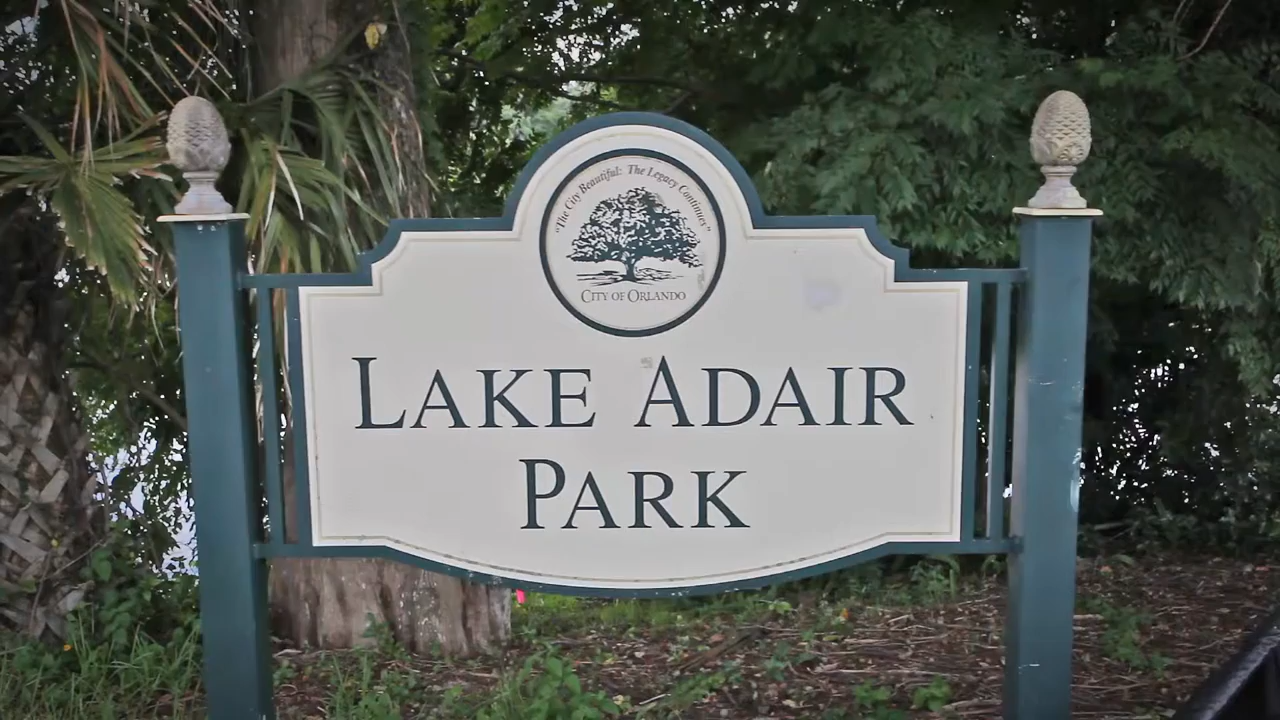 "The City Beautiful: The Legacy Continues"
CITY OF ORLANDO
LAKE ADAIR
PARK